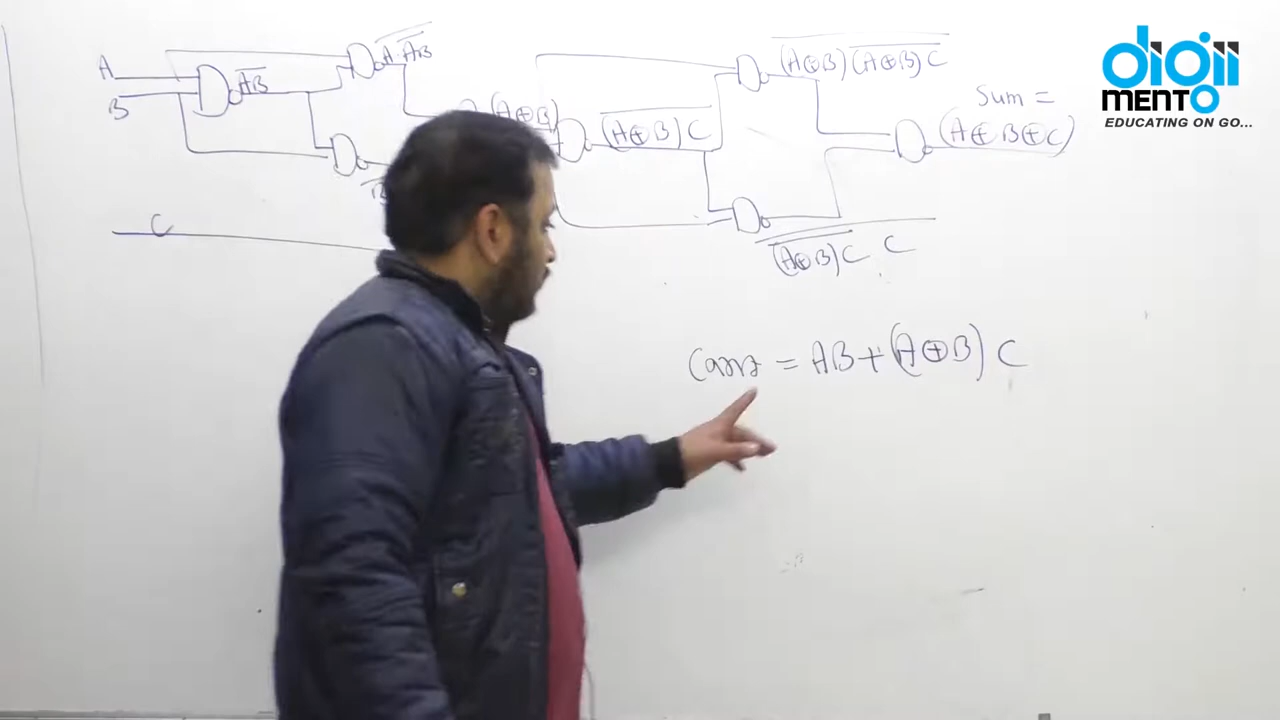 A
B
A̅B̅
A·A̅B̅
B
C
(A⊕B)
(A⊕B)C
(A⊕B)(A⊕B)C
(A⊕B)C C
Sum =
(A⊕B⊕C)
Carry = AB+(A⊕B) C
digii
MENTO
EDUCATING ON GO...